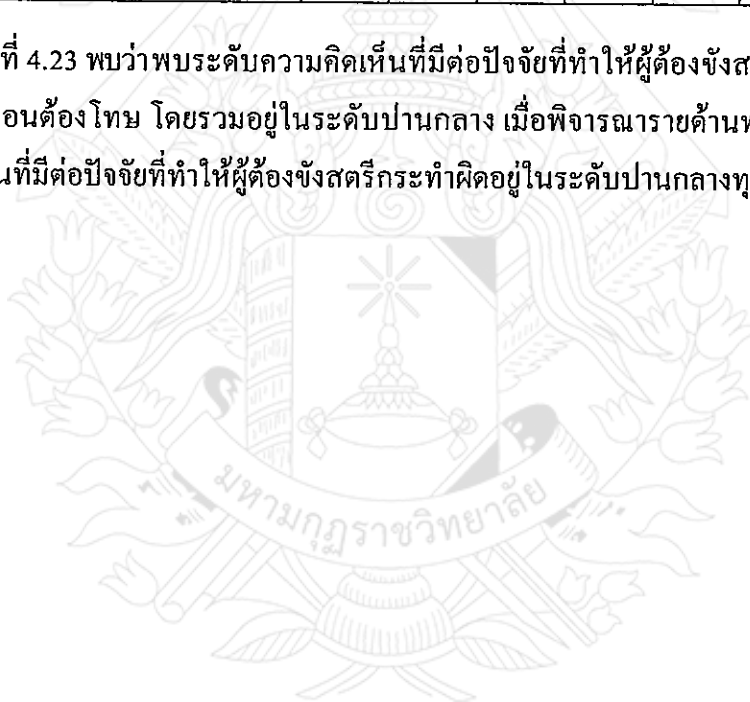 ที่ 4.23 พบว่าพบระดับความคิดเห็นที่มีต่อปัจจัยที่ทำให้ผู้ต้องขังส
อนต้องโทษ โดยรวมอยู่ในระดับปานกลาง เมื่อพิจารณารายด้านพ
นที่มีต่อปัจจัยที่ทำให้ผู้ต้องขังสตรีกระทำผิดอยู่ในระดับปานกลางทุ
มหามกุฏราชวิทยาลัย